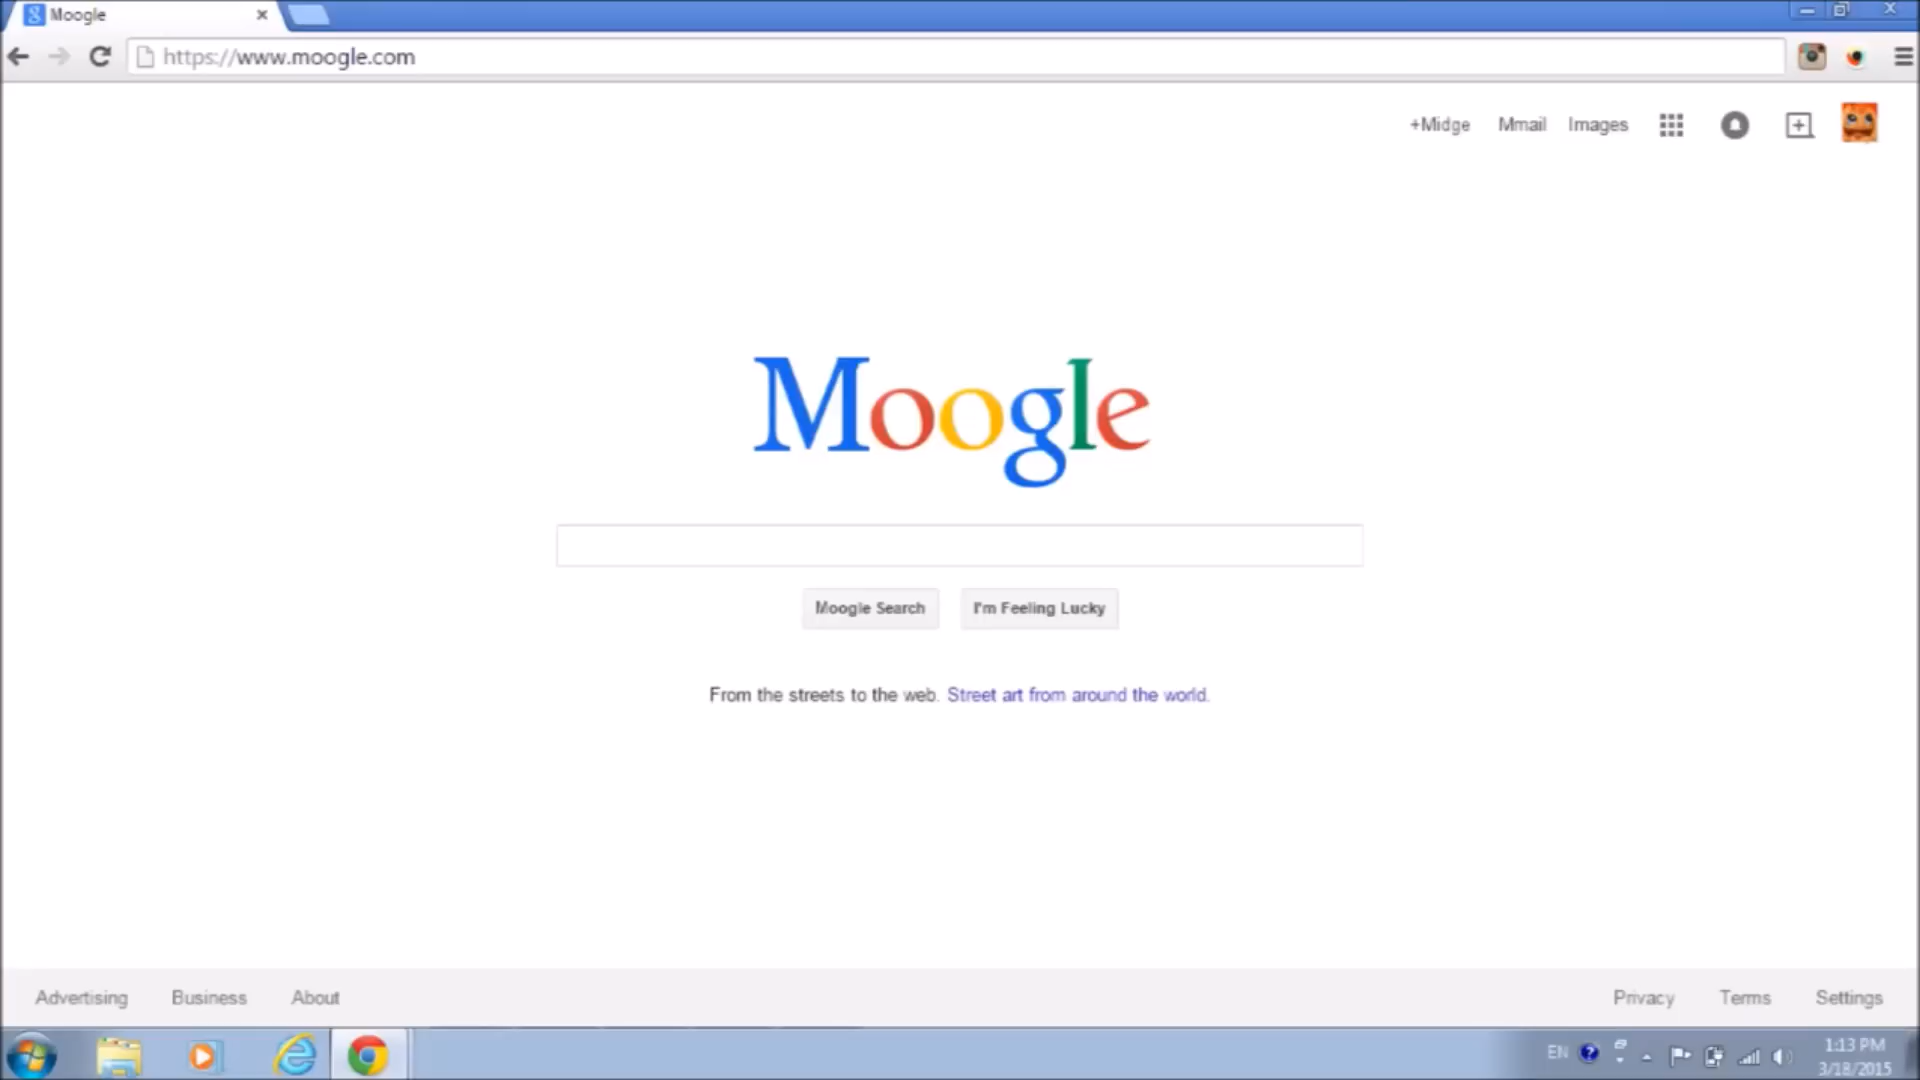 Moogle
https://www.moogle.com
+Midge Mmail Images
Moogle
Moogle Search I'm Feeling Lucky
From the streets to the web. Street art from around the world.
Advertising Business About Privacy Terms Settings
EN 1:13 PM
3/18/2015